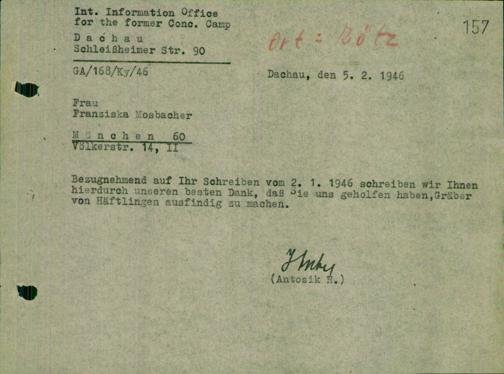 Int. Information Office
for the former Conc. Camp
Dachau
Schleißheimer Str. 90
GA/168/Ky/46
Ort: Bötz
157
Dachau, den 5. 2. 1946
Frau
Franziska Mosbacher
München 60
Völkerstr. 14, II
Bezugnehmend auf Ihr Schreiben vom 2. 1. 1946 schreiben wir Ihnen
hierdurch unseren besten Dank, daß Sie uns geholfen haben,Gräber
von Häftlingen ausfindig zu machen.
(Antosik H.)